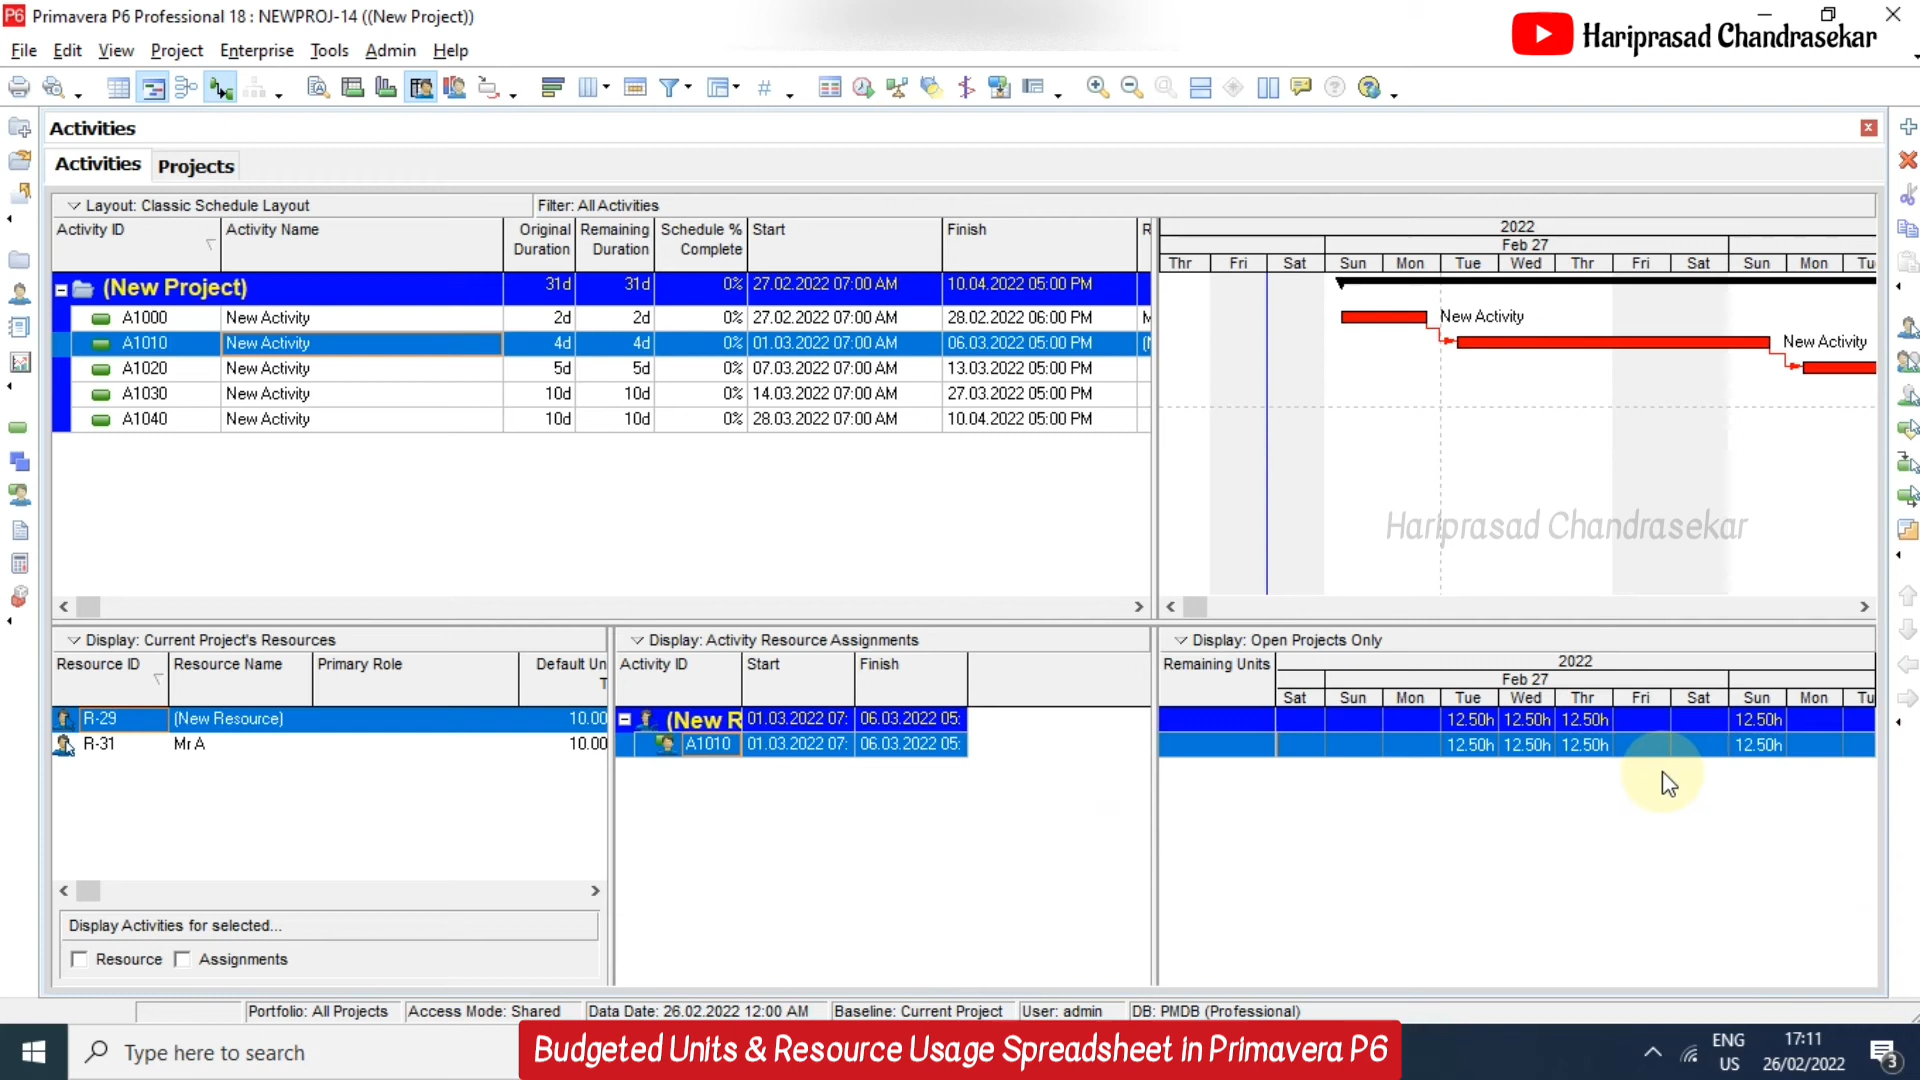 Primavera P6 Professional 18 : NEWPROJ-14 ((New Project))
Hariprasad Chandrasekar
File Edit View Project Enterprise Tools Admin Help
Activities
Activities Projects
Layout: Classic Schedule Layout Filter: All Activities
Activity ID Activity Name Original Duration Remaining Duration Schedule % Complete Start Finish
2022
Feb 27
Thr Fri Sat Sun Mon Tue Wed Thr Fri Sat Sun Mon Tu
(New Project) 31d 31d 0% 27.02.2022 07:00 AM 10.04.2022 05:00 PM
A1000 New Activity 2d 2d 0% 27.02.2022 07:00 AM 28.02.2022 06:00 PM New Activity
A1010 New Activity 4d 4d 0% 01.03.2022 07:00 AM 06.03.2022 05:00 PM New Activity
A1020 New Activity 5d 5d 0% 07.03.2022 07:00 AM 13.03.2022 05:00 PM
A1030 New Activity 10d 10d 0% 14.03.2022 07:00 AM 27.03.2022 05:00 PM
A1040 New Activity 10d 10d 0% 28.03.2022 07:00 AM 10.04.2022 05:00 PM
Hariprasad Chandrasekar
Display: Current Project's Resources
Resource ID Resource Name Primary Role Default Un T
R-29 (New Resource) 10.00
R-31 Mr A 10.00
Display Activities for selected...
Resource Assignments
Display: Activity Resource Assignments
Activity ID Start Finish
(New R 01.03.2022 07: 06.03.2022 05:
A1010 01.03.2022 07: 06.03.2022 05:
Display: Open Projects Only
Remaining Units 2022
Feb 27
Sat Sun Mon Tue Wed Thr Fri Sat Sun Mon Tu
12.50h 12.50h 12.50h 12.50h
12.50h 12.50h 12.50h 12.50h
Portfolio: All Projects Access Mode: Shared Data Date: 26.02.2022 12:00 AM Baseline: Current Project User: admin DB: PMDB (Professional)
Type here to search
Budgeted Units & Resource Usage Spreadsheet in Primavera P6
ENG
US
17:11
26/02/2022
3